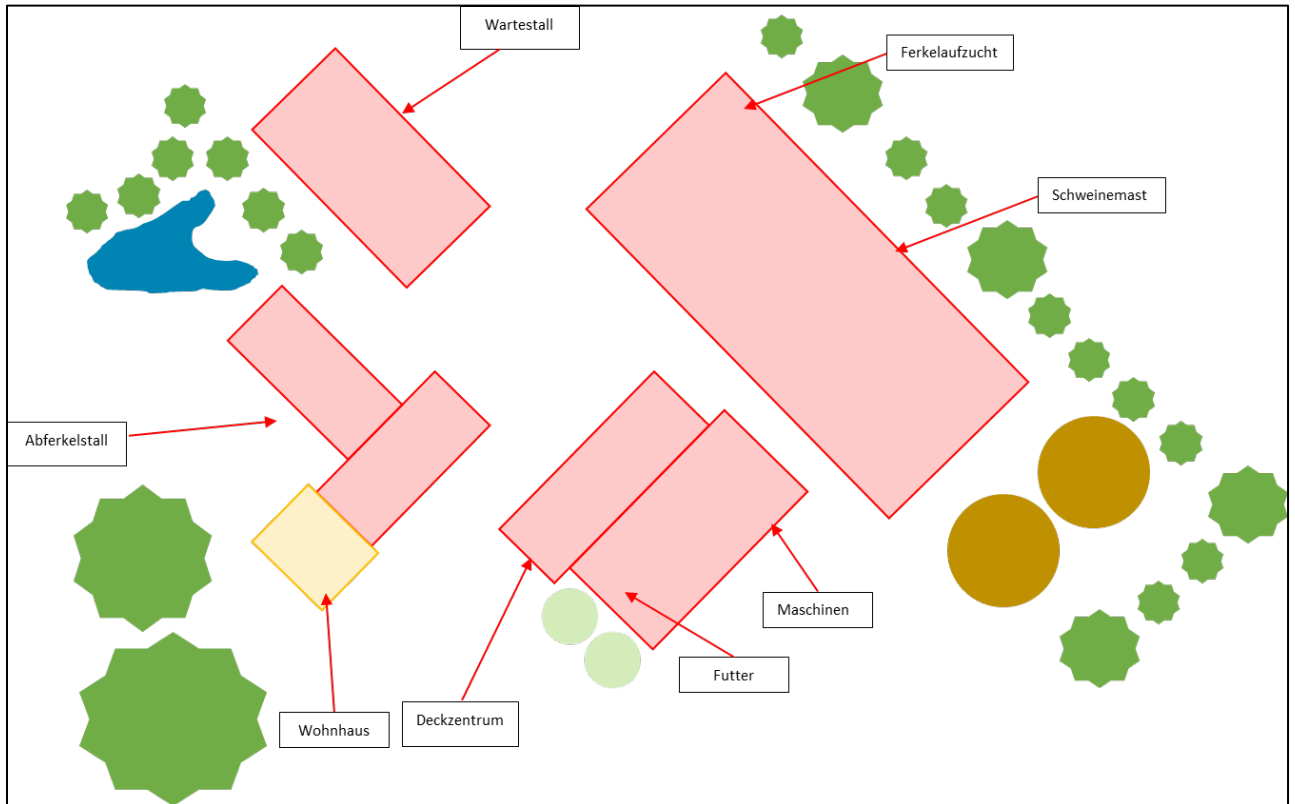 Wartestall
Ferkelaufzucht
Schweinemast
Abferkelstall
Maschinen
Futter
Deckzentrum
Wohnhaus